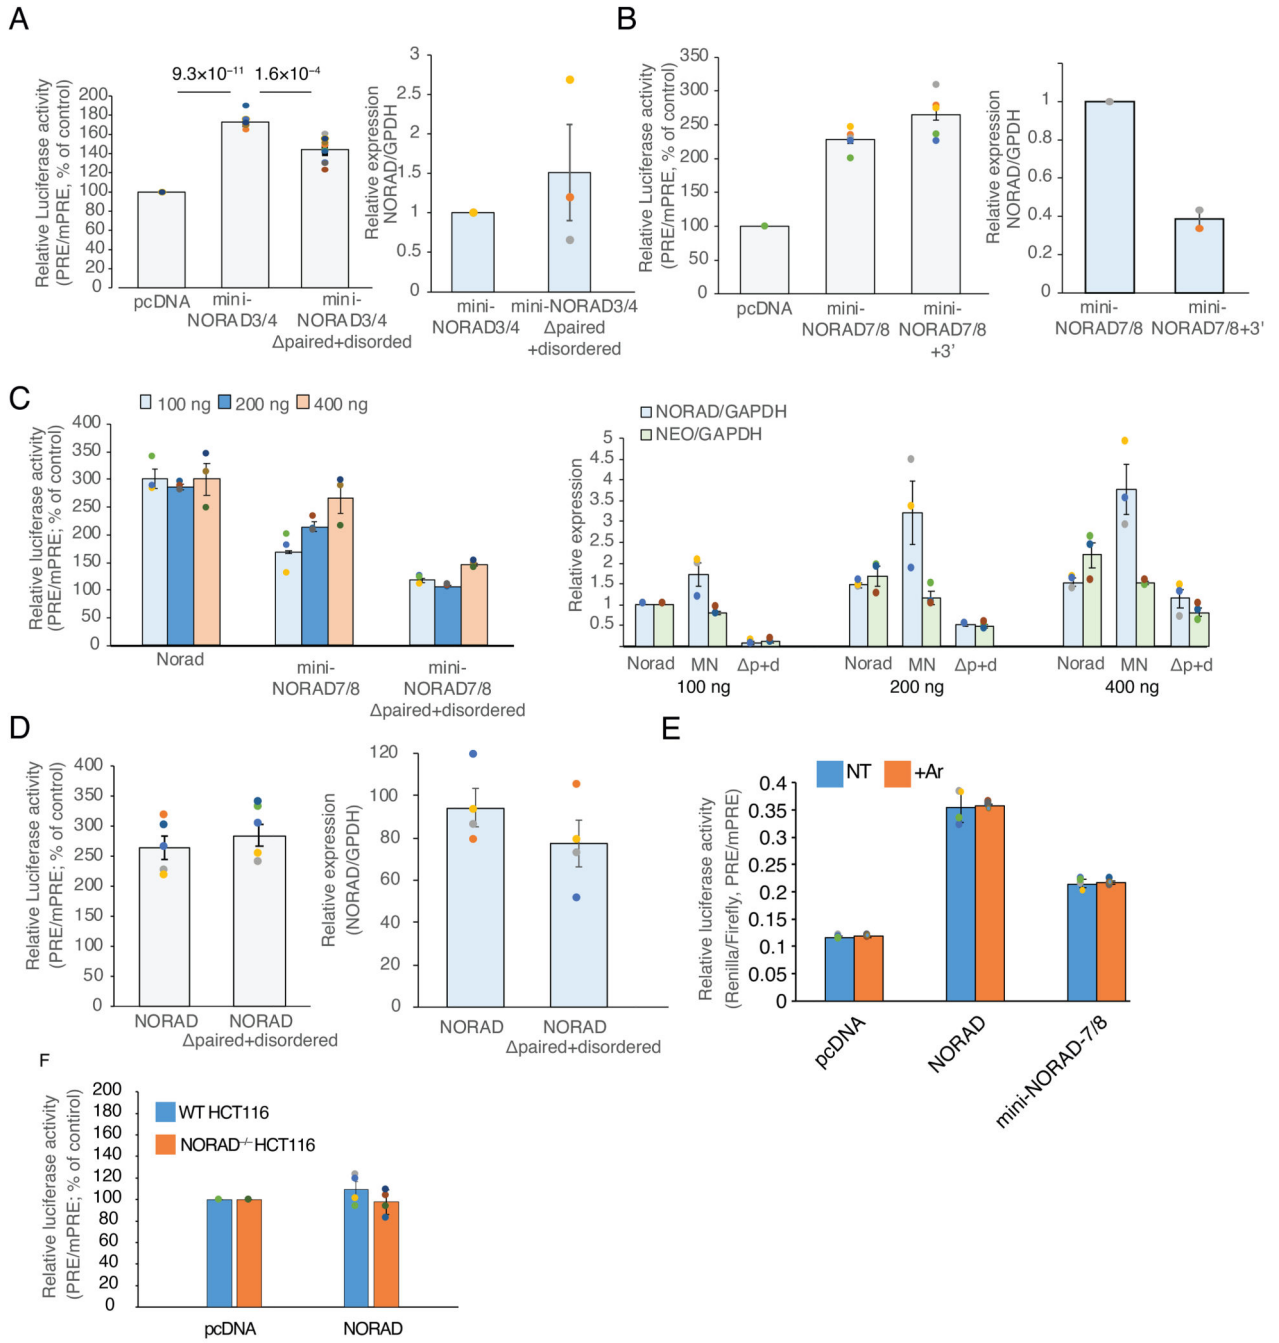 A
9.3×10⁻¹¹ 1.6×10⁻⁴
Relative Luciferase activity
(PRE/mPRE, % of control)
200
180
160
140
120
100
80
60
40
20
0
pcDNA
mini-
NORAD3/4
mini-
NORAD3/4
Δpaired+disorded
Relative expression
NORAD/GPDH
3
2.5
2
1.5
1
0.5
0
mini-
NORAD3/4
mini-NORAD3/4
Δpaired
+disordered
B
Relative Luciferase activity
(PRE/mPRE, % of control)
350
300
250
200
150
100
50
0
pcDNA
mini-
NORAD7/8
mini-
NORAD7/8
+3’
Relative expression
NORAD/GPDH
1
0.8
0.6
0.4
0.2
0
mini-
NORAD7/8
mini-
NORAD7/8+3’
C
100 ng 200 ng 400 ng
Relative luciferase activity
(PRE/mPRE; % of control)
400
350
300
250
200
150
100
50
0
Norad
mini-
NORAD7/8
mini-
NORAD7/8
Δpaired+disordered
NORAD/GAPDH
NEO/GAPDH
Relative expression
5
4.5
4
3.5
3
2.5
2
1.5
1
0.5
Norad MN Δp+d
100 ng
Norad MN Δp+d
200 ng
Norad MN Δp+d
400 ng
D
Relative Luciferase activity
(PRE/mPRE; % of control)
400
350
300
250
200
150
100
50
0
NORAD
NORAD
Δpaired+disordered
Relative expression
(NORAD/GPDH)
120
100
80
60
40
20
0
NORAD
NORAD
Δpaired+disordered
E
NT +Ar
Relative luciferase activity
(Renilla/Firefly, PRE/mPRE)
0.4
0.35
0.3
0.25
0.2
0.15
0.1
0.05
0
pcDNA
NORAD
mini-NORAD-7/8
F
WT HCT116
NORAD⁻/⁻ HCT116
Relative luciferase activity
(PRE/mPRE; % of contirol)
200
180
160
140
120
100
80
60
40
20
0
pcDNA
NORAD